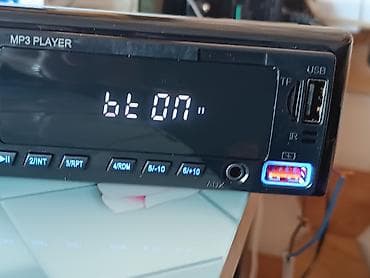 MP3 PLAYER
USB
TF
bt ON
IR
2/INT 3/RPT 4/RDM 5/-10 6/+10
AUX